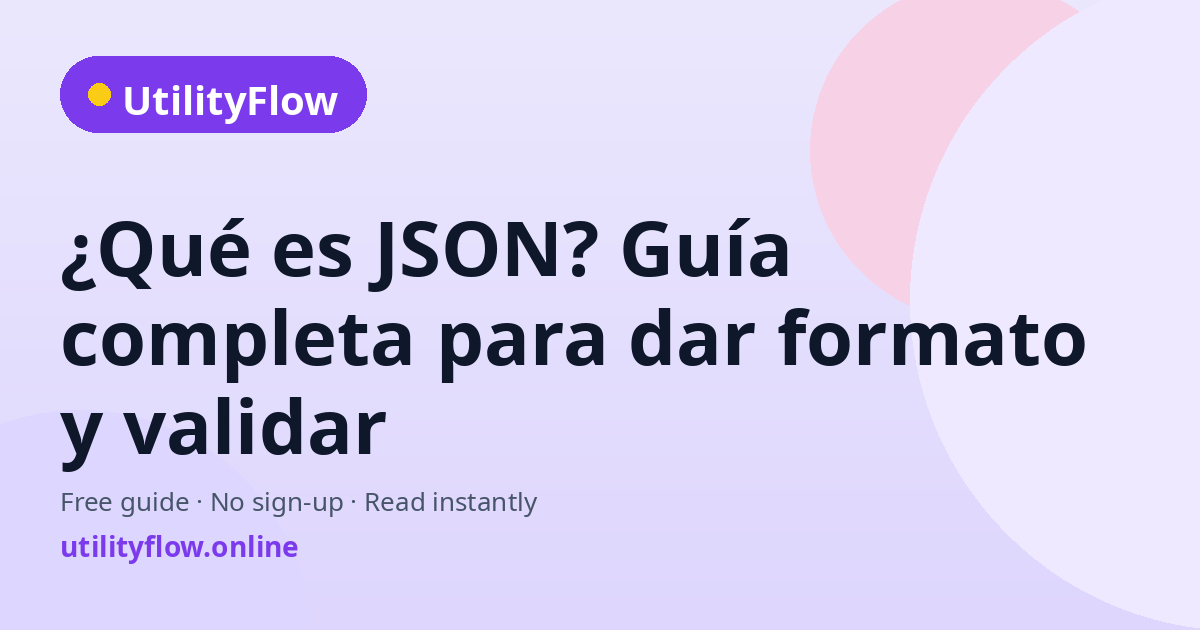 UtilityFlow
¿Qué es JSON? Guía
completa para dar formato
y validar
Free guide · No sign-up · Read instantly
utilityflow.online